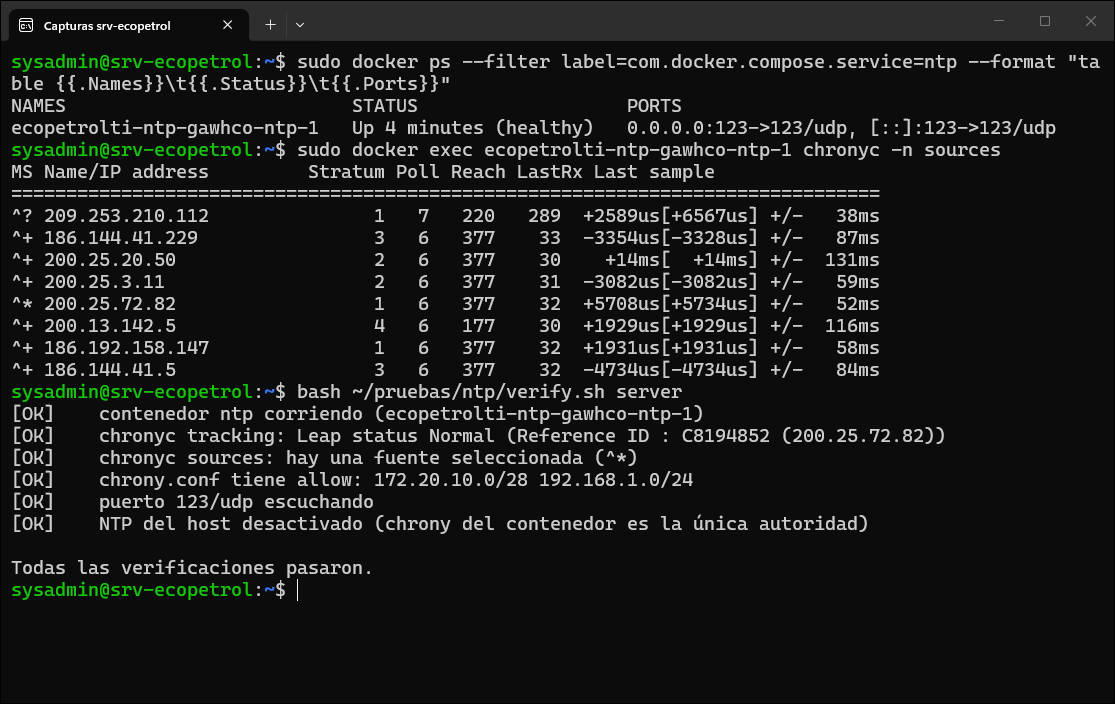 Capturas srv-ecopetrol
sysadmin@srv-ecopetrol:~$ sudo docker ps --filter label=com.docker.compose.service=ntp --format "ta
ble {{.Names}}\t{{.Status}}\t{{.Ports}}"
NAMES                          STATUS                   PORTS
ecopetrolti-ntp-gawhco-ntp-1   Up 4 minutes (healthy)   0.0.0.0:123->123/udp, [::]:123->123/udp
sysadmin@srv-ecopetrol:~$ sudo docker exec ecopetrolti-ntp-gawhco-ntp-1 chronyc -n sources
MS Name/IP address         Stratum Poll Reach LastRx Last sample
===============================================================================
^? 209.253.210.112               1   7   220   289  +2589us[+6567us] +/-   38ms
^+ 186.144.41.229                3   6   377    33  -3354us[-3328us] +/-   87ms
^+ 200.25.20.50                  2   6   377    30    +14ms[  +14ms] +/-  131ms
^+ 200.25.3.11                   2   6   377    31  -3082us[-3082us] +/-   59ms
^* 200.25.72.82                  1   6   377    32  +5708us[+5734us] +/-   52ms
^+ 200.13.142.5                  4   6   177    30  +1929us[+1929us] +/-  116ms
^+ 186.192.158.147               1   6   377    32  +1931us[+1931us] +/-   58ms
^+ 186.144.41.5                  3   6   377    32  -4734us[-4734us] +/-   84ms
sysadmin@srv-ecopetrol:~$ bash ~/pruebas/ntp/verify.sh server
[OK]    contenedor ntp corriendo (ecopetrolti-ntp-gawhco-ntp-1)
[OK]    chronyc tracking: Leap status Normal (Reference ID : C8194852 (200.25.72.82))
[OK]    chronyc sources: hay una fuente seleccionada (^*)
[OK]    chrony.conf tiene allow: 172.20.10.0/28 192.168.1.0/24
[OK]    puerto 123/udp escuchando
[OK]    NTP del host desactivado (chrony del contenedor es la única autoridad)
Todas las verificaciones pasaron.
sysadmin@srv-ecopetrol:~$